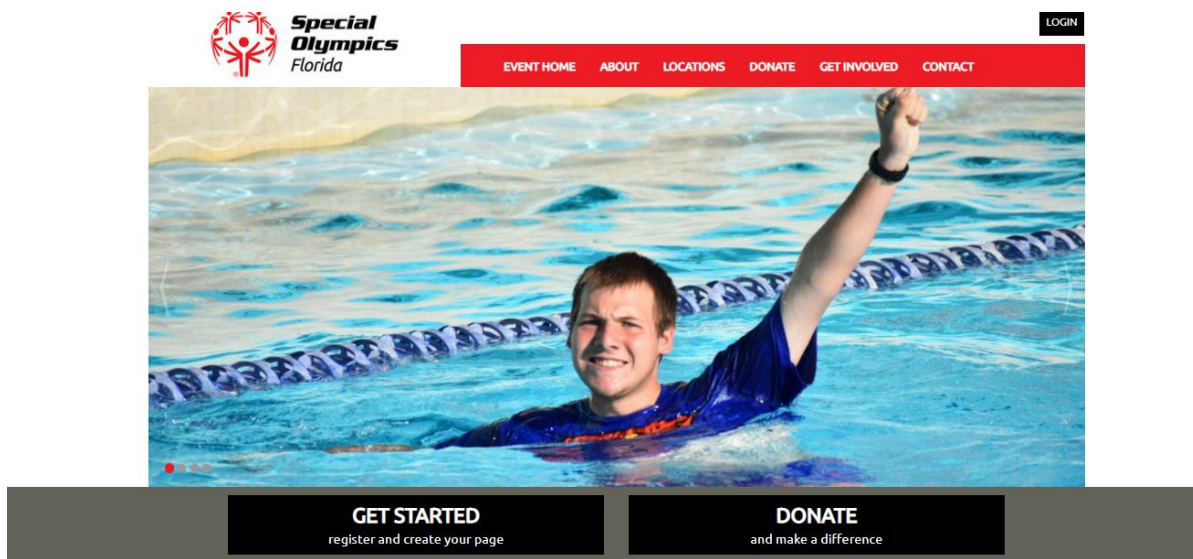 Special
Olympics
Florida
LOGIN
EVENT HOME ABOUT LOCATIONS DONATE GET INVOLVED CONTACT
GET STARTED
register and create your page
DONATE
and make a difference